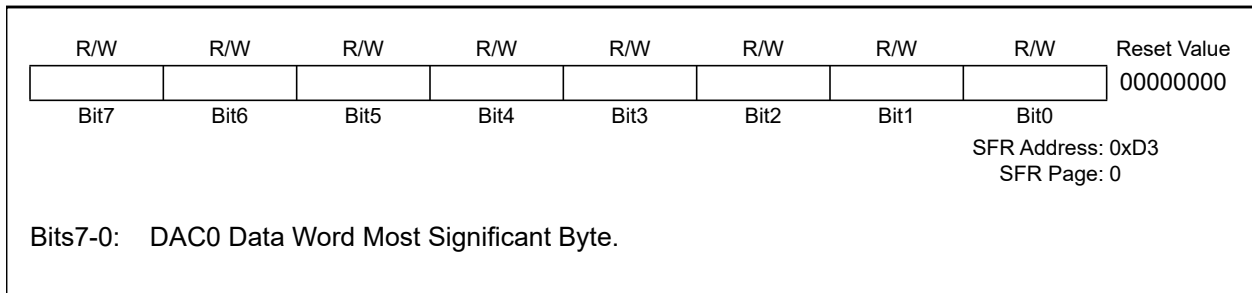 R/W R/W R/W R/W R/W R/W R/W R/W Reset Value
00000000
Bit7 Bit6 Bit5 Bit4 Bit3 Bit2 Bit1 Bit0
SFR Address: 0xD3
SFR Page: 0
Bits7-0: DAC0 Data Word Most Significant Byte.